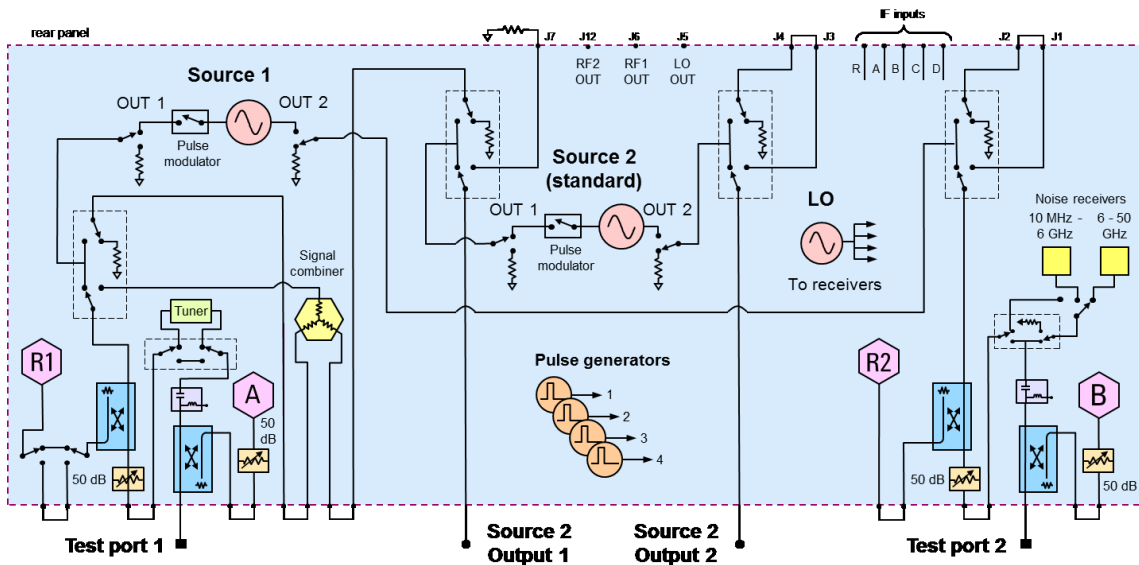 rear panel
J7
J12
J6
J5
J4
J3
IF inputs
J2
J1
RF2
OUT
RF1
OUT
LO
OUT
R
A
B
C
D
Source 1
OUT 1
OUT 2
Pulse
modulator
Source 2
(standard)
OUT 1
OUT 2
Pulse
modulator
LO
To receivers
Noise receivers
10 MHz -
6 GHz
6 - 50
GHz
Signal
combiner
Tuner
R1
A
50
dB
50 dB
Pulse generators
1
2
3
4
R2
B
50 dB
50 dB
Test port 1
Source 2
Output 1
Source 2
Output 2
Test port 2